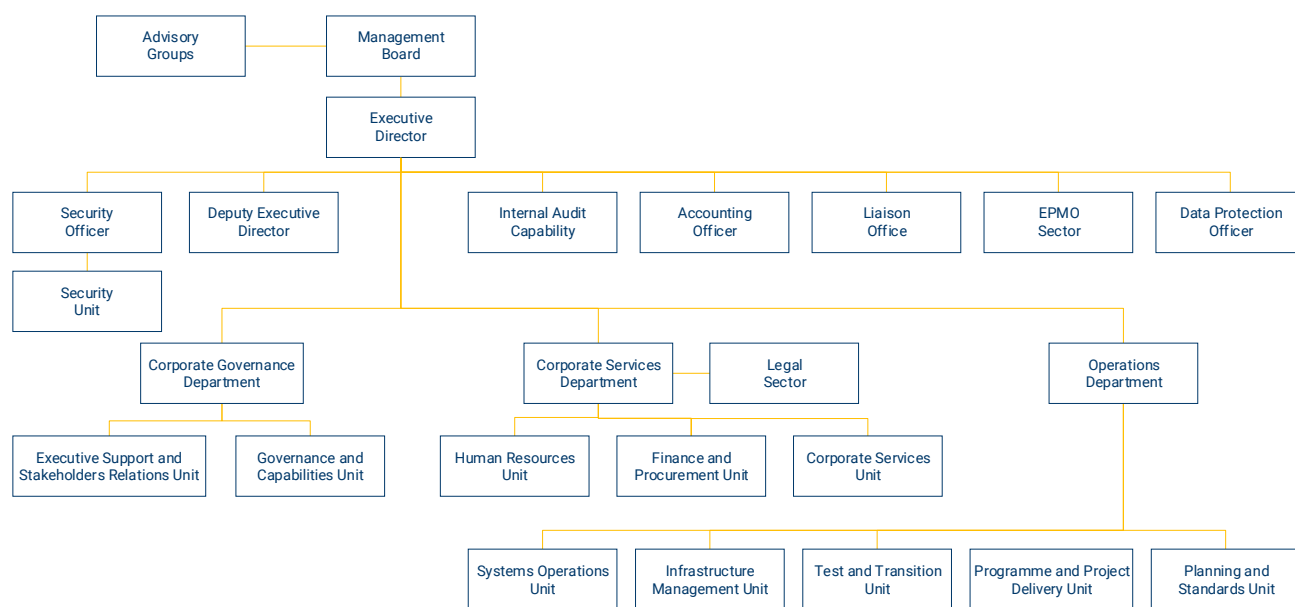 Advisory
Groups
Management
Board
Executive
Director
Security
Officer
Deputy Executive
Director
Internal Audit
Capability
Accounting
Officer
Liaison
Office
EPMO
Sector
Data Protection
Officer
Security
Unit
Corporate Governance
Department
Corporate Services
Department
Legal
Sector
Operations
Department
Executive Support and
Stakeholders Relations Unit
Governance and
Capabilities Unit
Human Resources
Unit
Finance and
Procurement Unit
Corporate Services
Unit
Systems Operations
Unit
Infrastructure
Management Unit
Test and Transition
Unit
Programme and Project
Delivery Unit
Planning and
Standards Unit